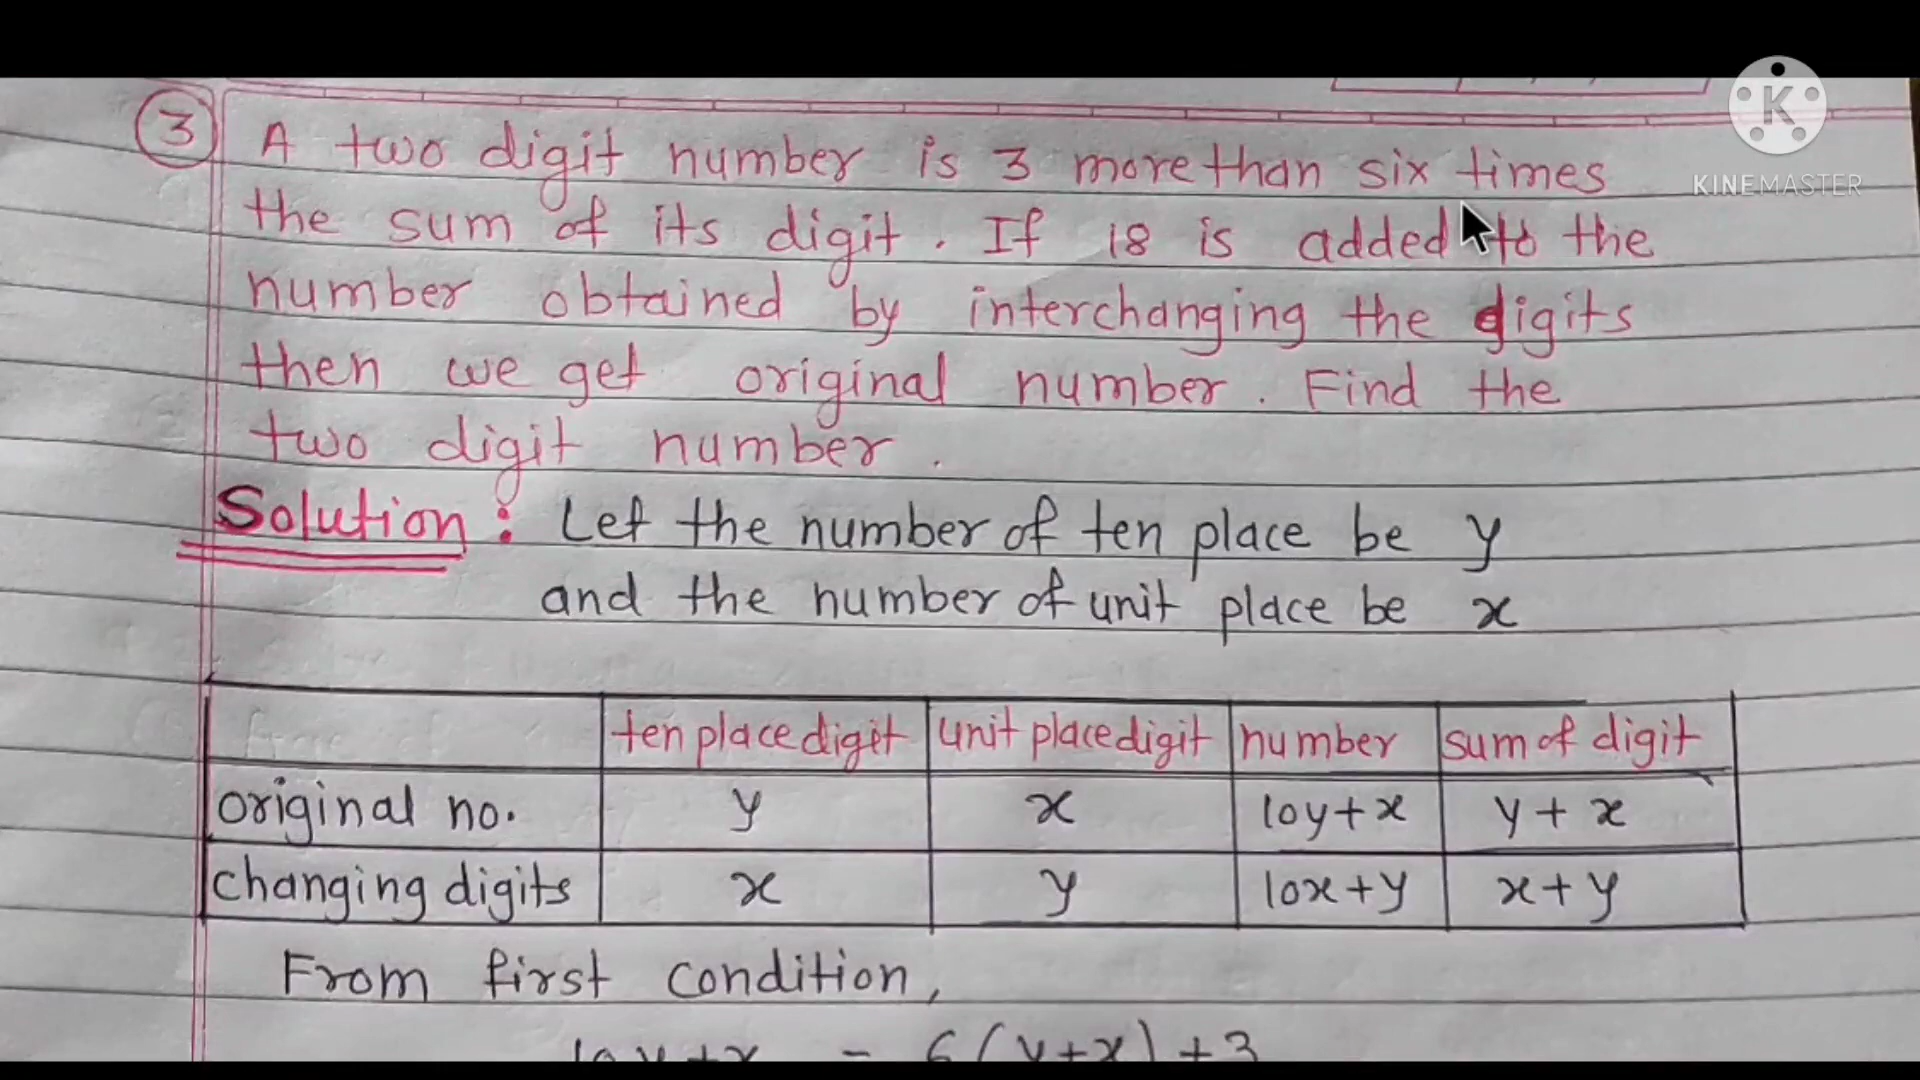 KINEMASTER
3 A two digit number is 3 more than six times
the sum of its digit. If 18 is added to the
number obtained by interchanging the digits
then we get original number. Find the
two digit number.
Solution: Let the number of ten place be y
and the number of unit place be x
ten place digit unit place digit number sum of digit
original no. y x 10y+x y+x
changing digits x y 10x+y x+y
From first condition,
10y+x = 6(y+x)+3